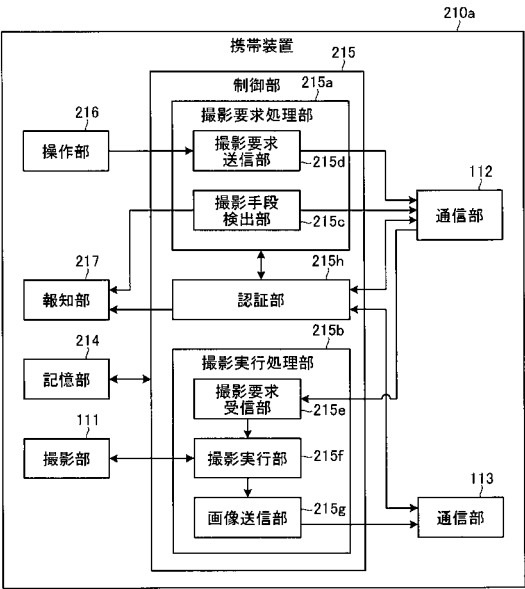 210a
携帯装置
215
制御部
215a
216
撮影要求処理部
操作部
撮影要求
送信部
215d
112
撮影手段
検出部
215c
通信部
217
215h
報知部
認証部
214
215b
記憶部
撮影実行処理部
撮影要求
受信部
215e
111
撮影部
撮影実行部
215f
113
画像送信部
215g
通信部